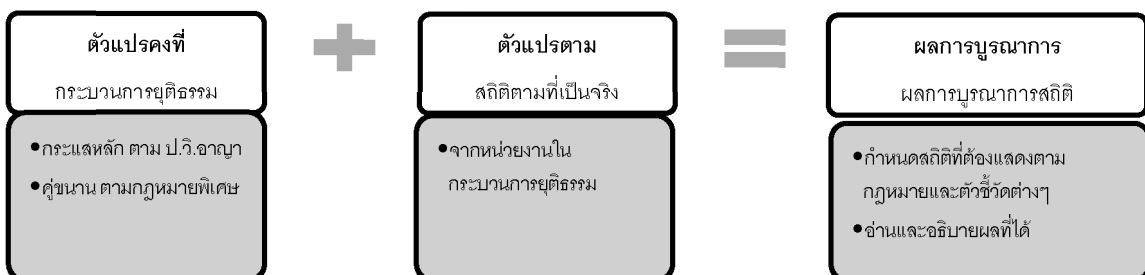 ตัวแปรคงที่
กระบวนการยุติธรรม
•กระแสหลัก ตาม ป.วิ.อาญา
•คู่ขนาน ตามกฎหมายพิเศษ
ตัวแปรตาม
สถิติตามที่เป็นจริง
•จากหน่วยงานใน
กระบวนการยุติธรรม
ผลการบูรณาการ
ผลการบูรณาการสถิติ
•กำหนดสถิติที่ต้องแสดงตาม
กฎหมายและตัวชี้วัดต่างๆ
•อ่านและอธิบายผลที่ได้